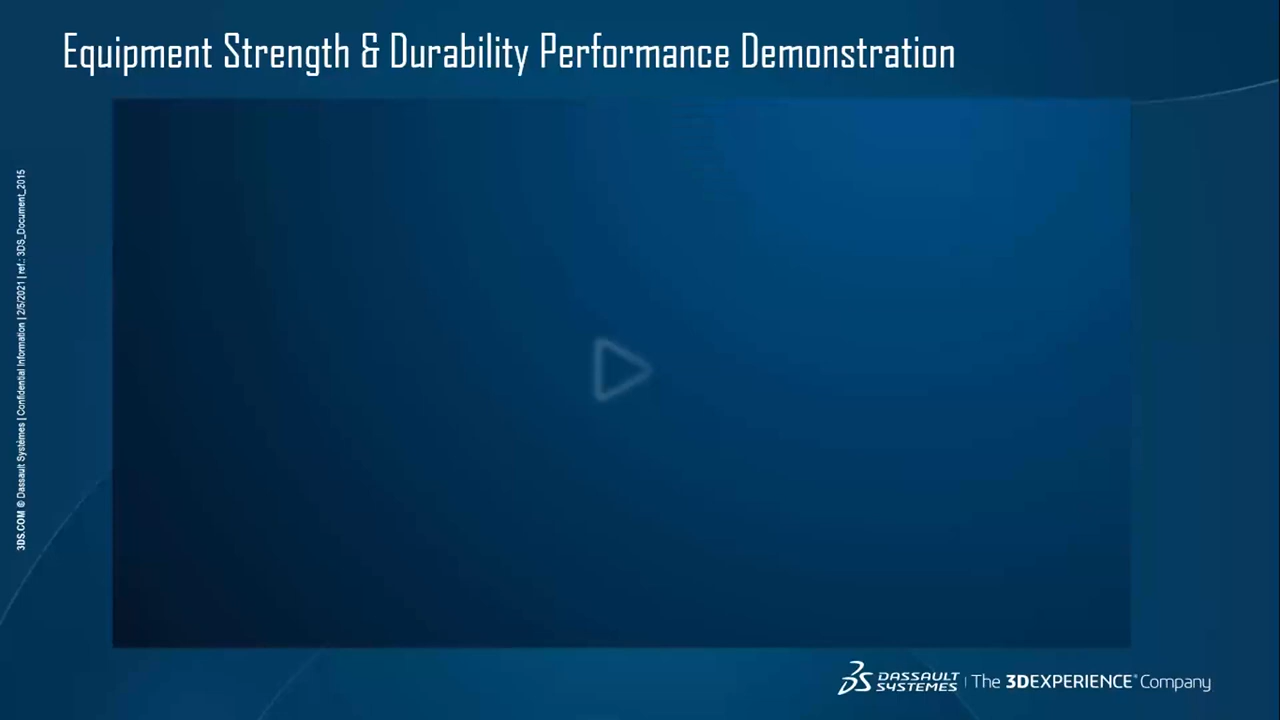 Equipment Strength & Durability Performance Demonstration
3DS.COM © Dassault Systèmes | Confidential Information | 2/5/2021 | ref.: 3DS_Document_2015
DASSAULT SYSTEMES | The 3DEXPERIENCE® Company